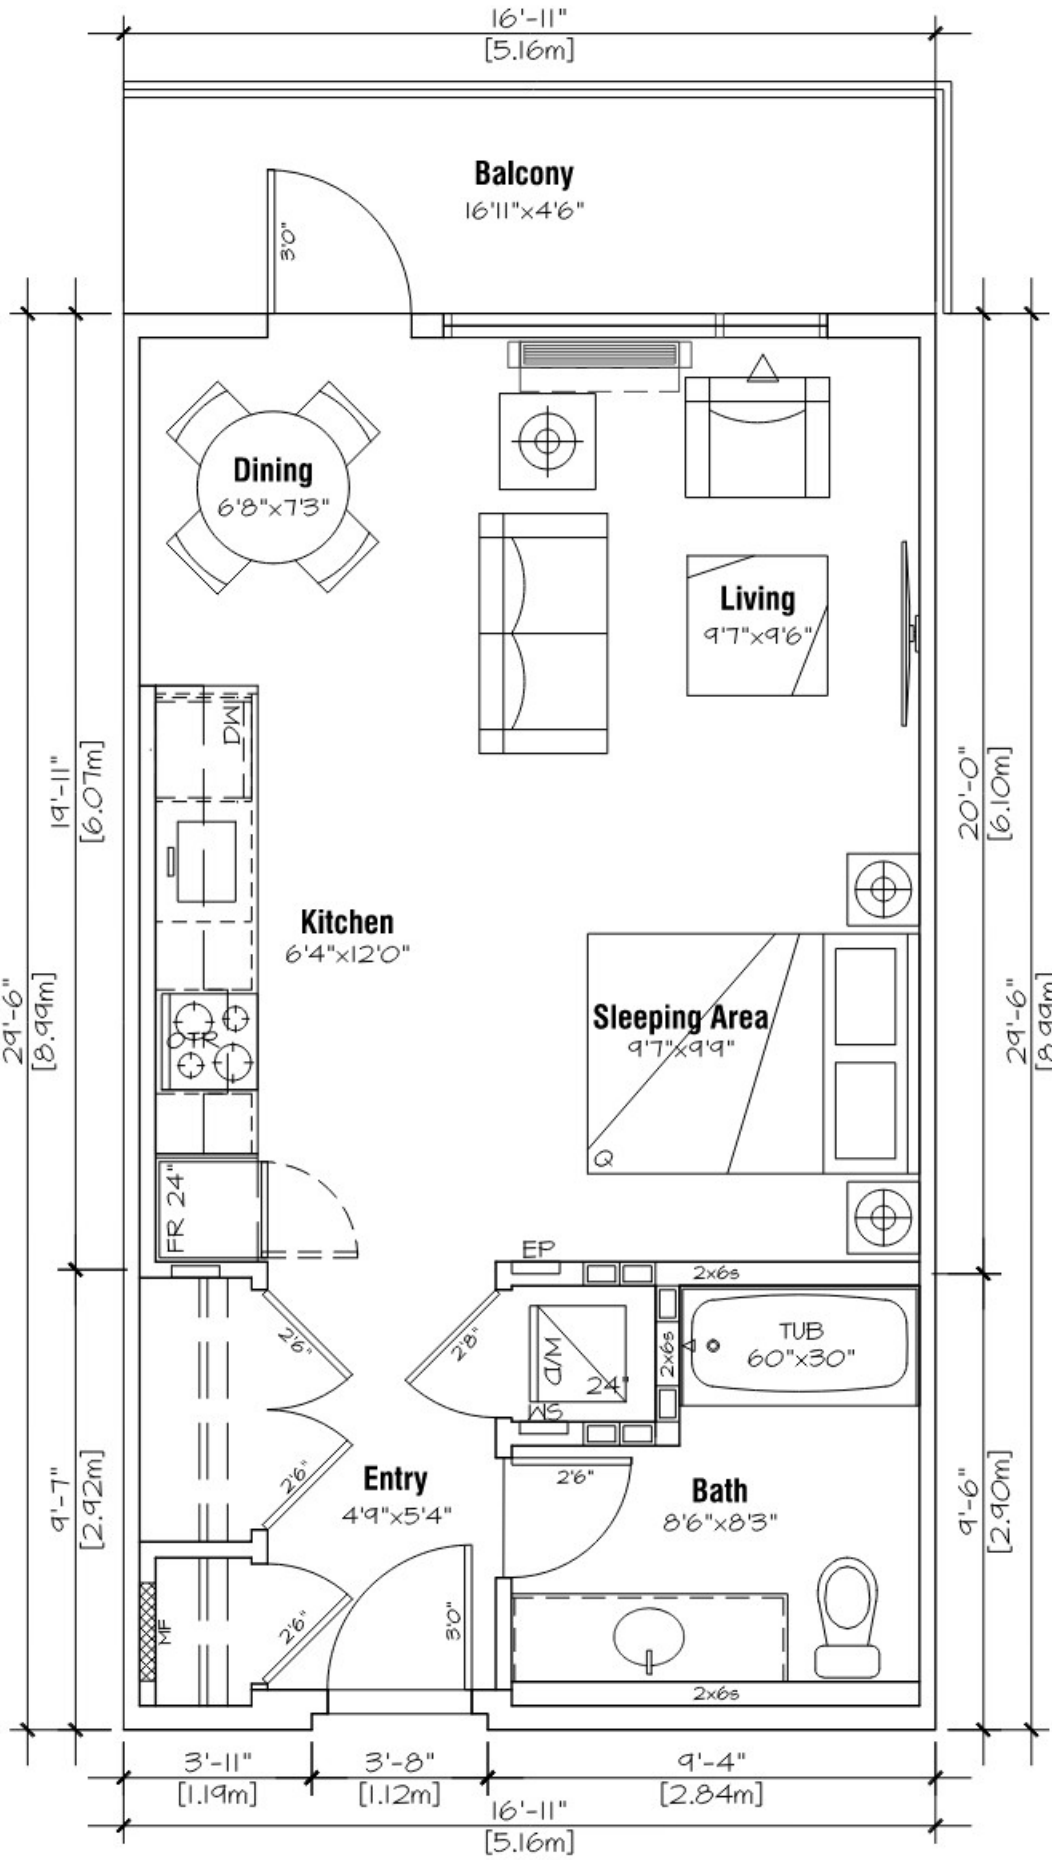 16'-11"
[5.16m]
Balcony
16'11"x4'6"
3'0"
Dining
6'8"x7'3"
Living
9'7"x9'6"
DW
19'-11"
[6.07m]
20'-0"
[6.10m]
Kitchen
6'4"x12'0"
29'-6"
[8.99m]
29'-6"
[8.99m]
Sleeping Area
9'7"x9'9"
OTR
Q
FR 24"
EP
2x6s
2'6"
2'8"
W/D
24"
2x6s
TUB
60"x30"
WS
2'6"
Entry
4'9"x5'4"
2'6"
Bath
8'6"x8'3"
9'-7"
[2.92m]
9'-6"
[2.90m]
MF
2'6"
3'0"
2x6s
3'-11"
[1.19m]
3'-8"
[1.12m]
9'-4"
[2.84m]
16'-11"
[5.16m]